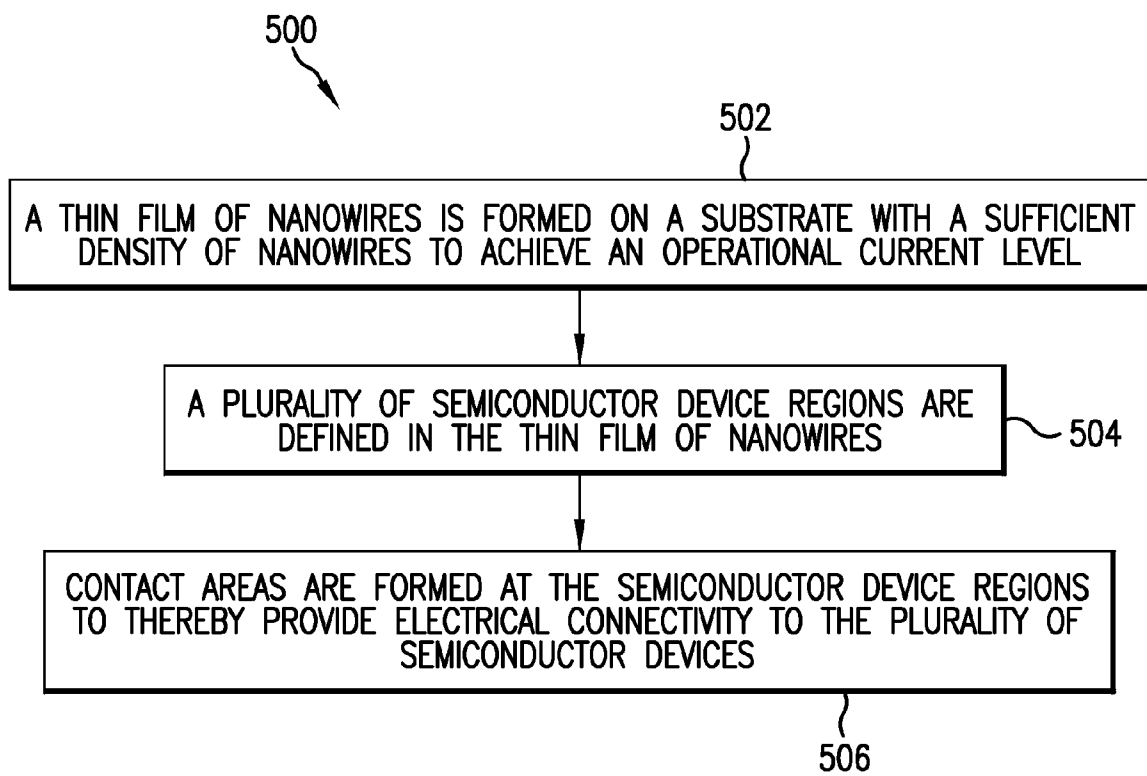 500
502
A THIN FILM OF NANOWIRES IS FORMED ON A SUBSTRATE WITH A SUFFICIENT
DENSITY OF NANOWIRES TO ACHIEVE AN OPERATIONAL CURRENT LEVEL
A PLURALITY OF SEMICONDUCTOR DEVICE REGIONS ARE
DEFINED IN THE THIN FILM OF NANOWIRES
504
CONTACT AREAS ARE FORMED AT THE SEMICONDUCTOR DEVICE REGIONS
TO THEREBY PROVIDE ELECTRICAL CONNECTIVITY TO THE PLURALITY OF
SEMICONDUCTOR DEVICES
506